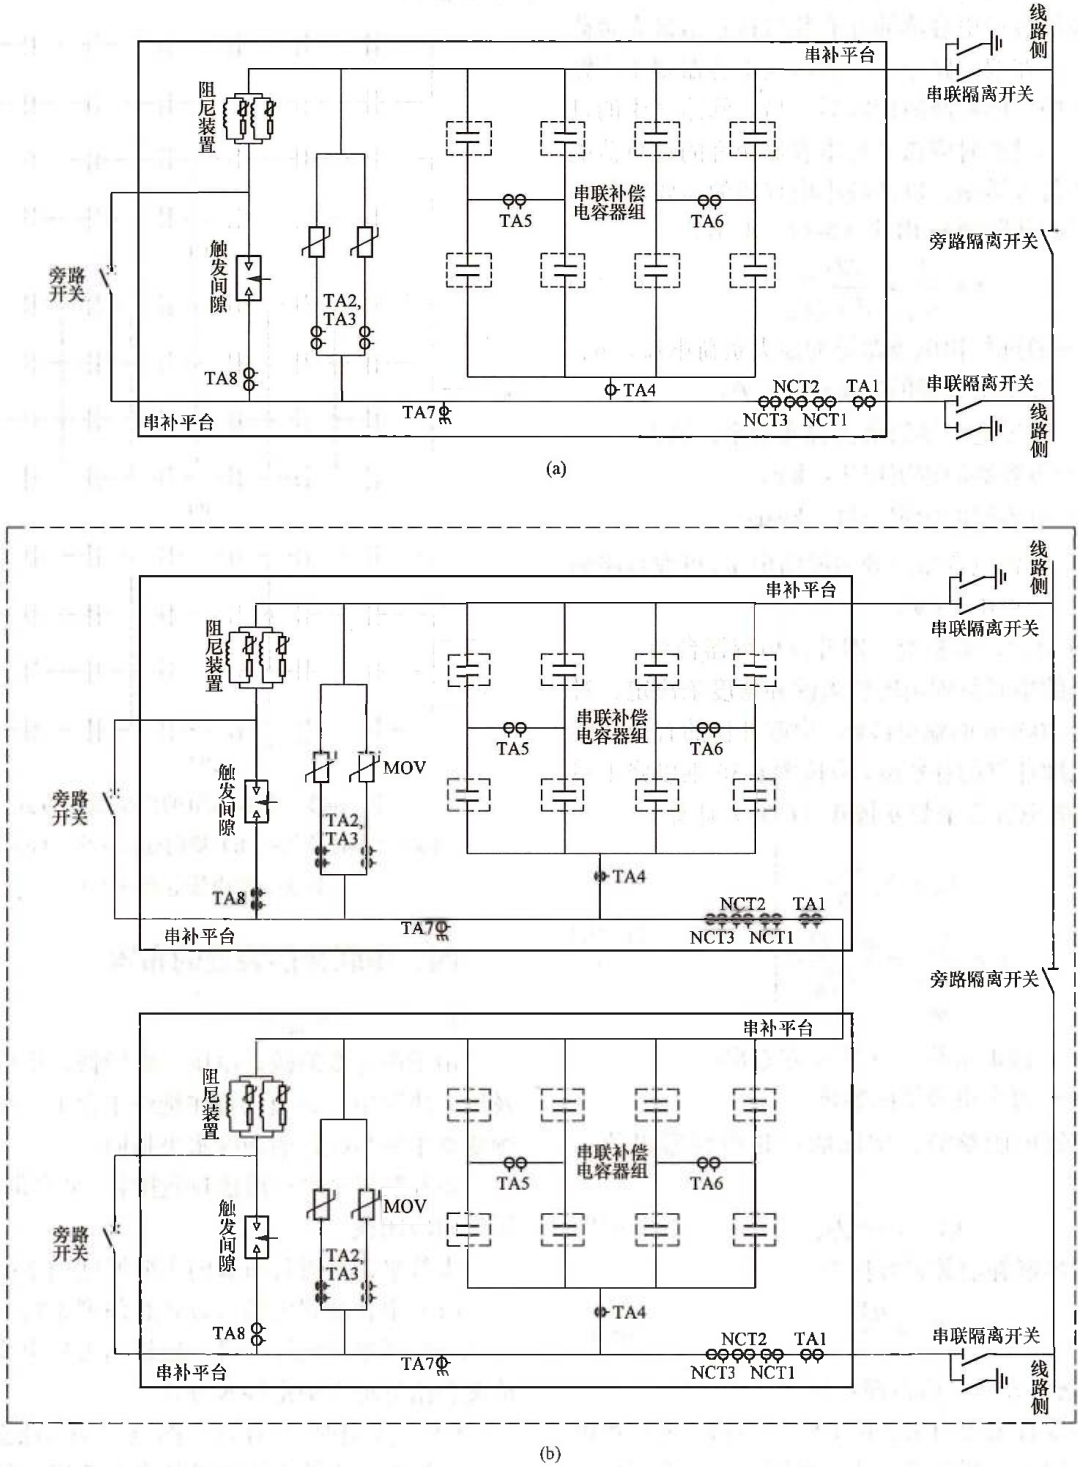 线路侧
串补平台
串联隔离开关
阻尼装置
串联补偿
电容器组
TA5
TA6
旁路隔离开关
旁路
开关
触发间隙
TA2,
TA3
TA8
TA4
串联隔离开关
NCT2
TA1
TA7
NCT3
NCT1
串补平台
线路侧
(a)
线路侧
串补平台
串联隔离开关
阻尼装置
串联补偿
电容器组
TA5
TA6
MOV
旁路
开关
触发间隙
TA2,
TA3
TA8
TA4
NCT2
TA1
TA7
NCT3
NCT1
串补平台
旁路隔离开关
串补平台
阻尼装置
串联补偿
电容器组
TA5
TA6
MOV
旁路
开关
触发间隙
TA2,
TA3
TA8
TA4
NCT2
TA1
串联隔离开关
TA7
NCT3
NCT1
串补平台
线路侧
(b)